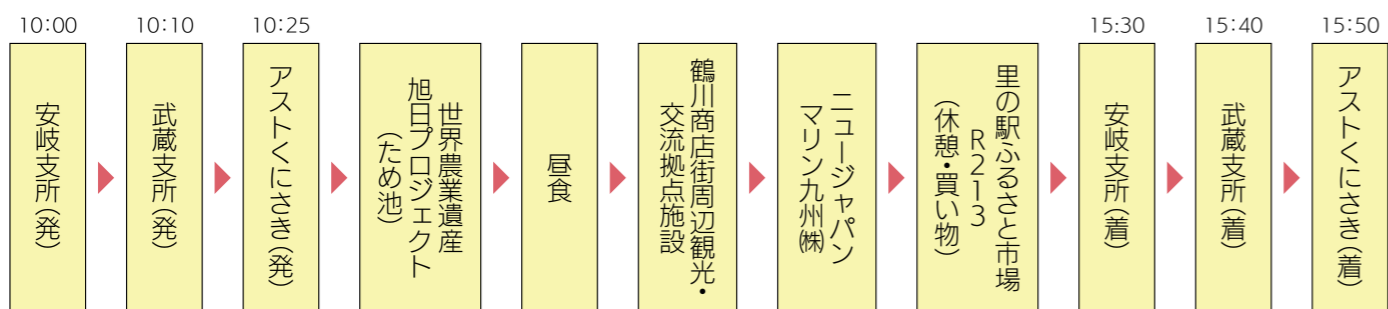 10:00
安岐支所(発)
10:10
武蔵支所(発)
10:25
アストくにさき(発)
世界農業遺産
旭日プロジェクト
(ため池)
昼食
鶴川商店街周辺観光・
交流拠点施設
ニュージャパン
マリン九州㈱
里の駅ふるさと市場
R213
(休憩・買い物)
15:30
安岐支所(着)
15:40
武蔵支所(着)
15:50
アストくにさき(着)